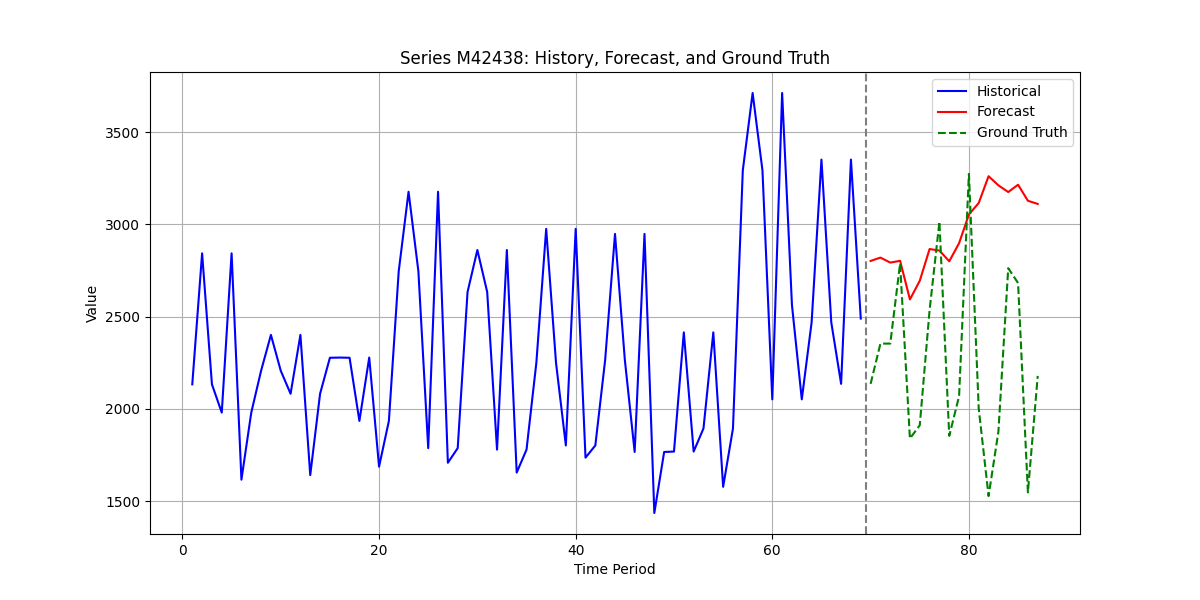 Series M42438: History, Forecast, and Ground Truth
Historical
Forecast
Ground Truth
Value
3500
3000
2500
2000
1500
0
20
40
60
80
Time Period